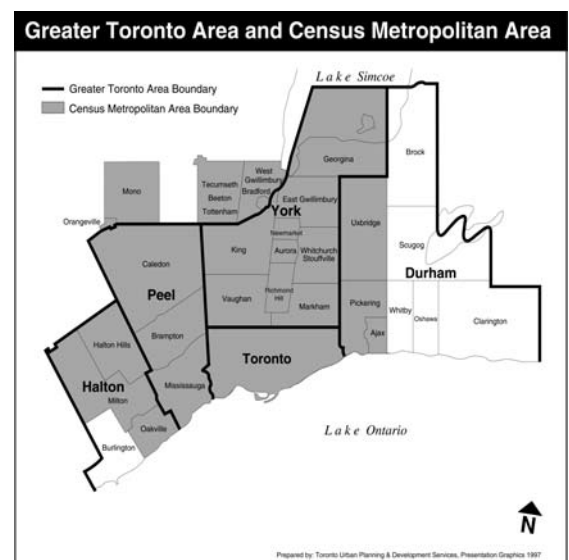 Greater Toronto Area and Census Metropolitan Area
Lake Simcoe
Greater Toronto Area Boundary
Census Metropolitan Area Boundary
Georgina
Brock
Mono
Tecumseth
Beeton
Tottenham
West
Gwillimbury
Bradford
East Gwillimbury
York
Orangeville
Uxbridge
Scugog
Newmarket
King
Aurora
Whitchurch
Stouffville
Caledon
Durham
Peel
Vaughan
Richmond
Hill
Markham
Pickering
Whitby
Oshawa
Clarington
Ajax
Brampton
Halton Hills
Toronto
Halton
Mississauga
Milton
Oakville
Burlington
Lake Ontario
N
Prepared by: Toronto Urban Planning & Development Services, Presentation Graphics 1997